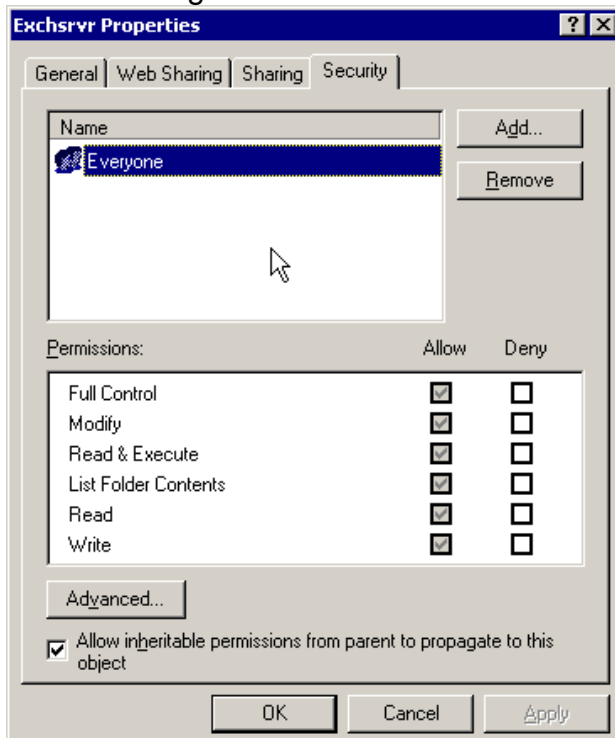 Exchsrvr Properties
General Web Sharing Sharing Security
Name
Add...
Everyone
Remove
Permissions: Allow Deny
Full Control
Modify
Read & Execute
List Folder Contents
Read
Write
Advanced...
Allow inheritable permissions from parent to propagate to this
object
OK Cancel Apply